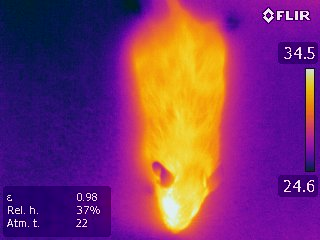 FLIR
34.5
24.6
ε 0.98
Rel. h. 37%
Atm. t. 22